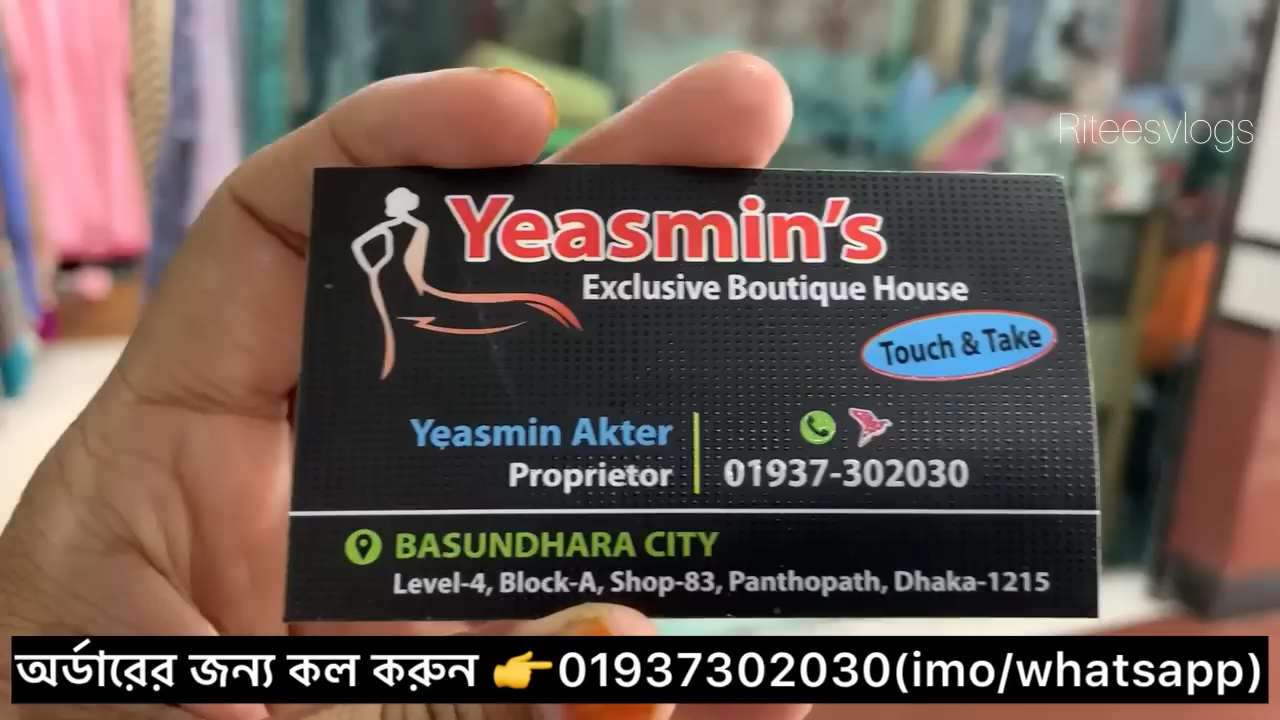 Riteesvlogs
Yeasmin's
Exclusive Boutique House
Touch & Take
Yeasmin Akter
Proprietor
01937-302030
BASUNDHARA CITY
Level-4, Block-A, Shop-83, Panthopath, Dhaka-1215
অর্ডারের জন্য কল করুন 👉01937302030(imo/whatsapp)